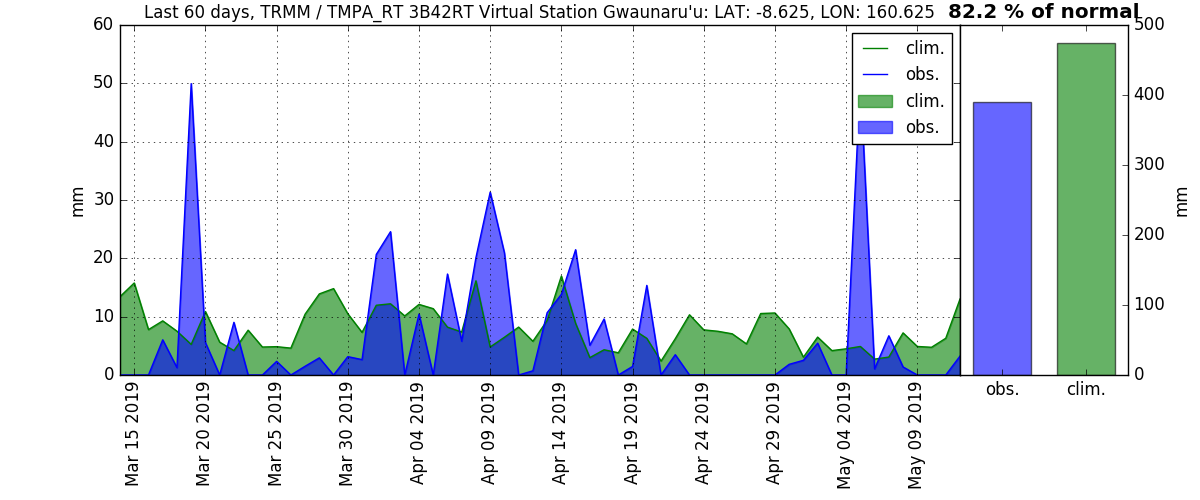 Last 60 days, TRMM / TMPA_RT 3B42RT Virtual Station Gwaunaru'u: LAT: -8.625, LON: 160.625
82.2 % of normal
60
50
40
30
20
10
0
mm
clim.
obs.
clim.
obs.
Mar 15 2019
Mar 20 2019
Mar 25 2019
Mar 30 2019
Apr 04 2019
Apr 09 2019
Apr 14 2019
Apr 19 2019
Apr 24 2019
Apr 29 2019
May 04 2019
May 09 2019
500
400
300
200
100
0
mm
obs.
clim.